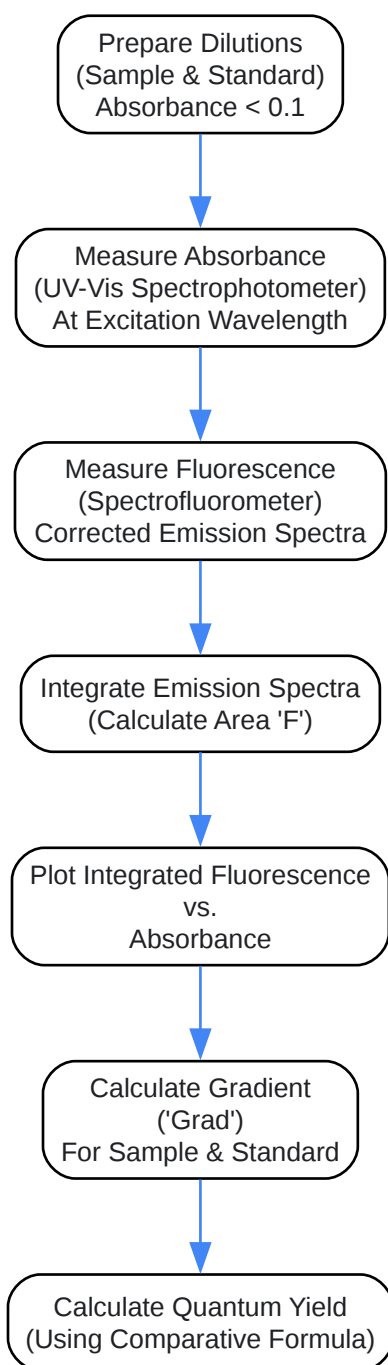 Prepare Dilutions
(Sample & Standard)
Absorbance < 0.1
Measure Absorbance
(UV-Vis Spectrophotometer)
At Excitation Wavelength
Measure Fluorescence
(Spectrofluorometer)
Corrected Emission Spectra
Integrate Emission Spectra
(Calculate Area 'F')
Plot Integrated Fluorescence
vs.
Absorbance
Calculate Gradient
('Grad')
For Sample & Standard
Calculate Quantum Yield
(Using Comparative Formula)